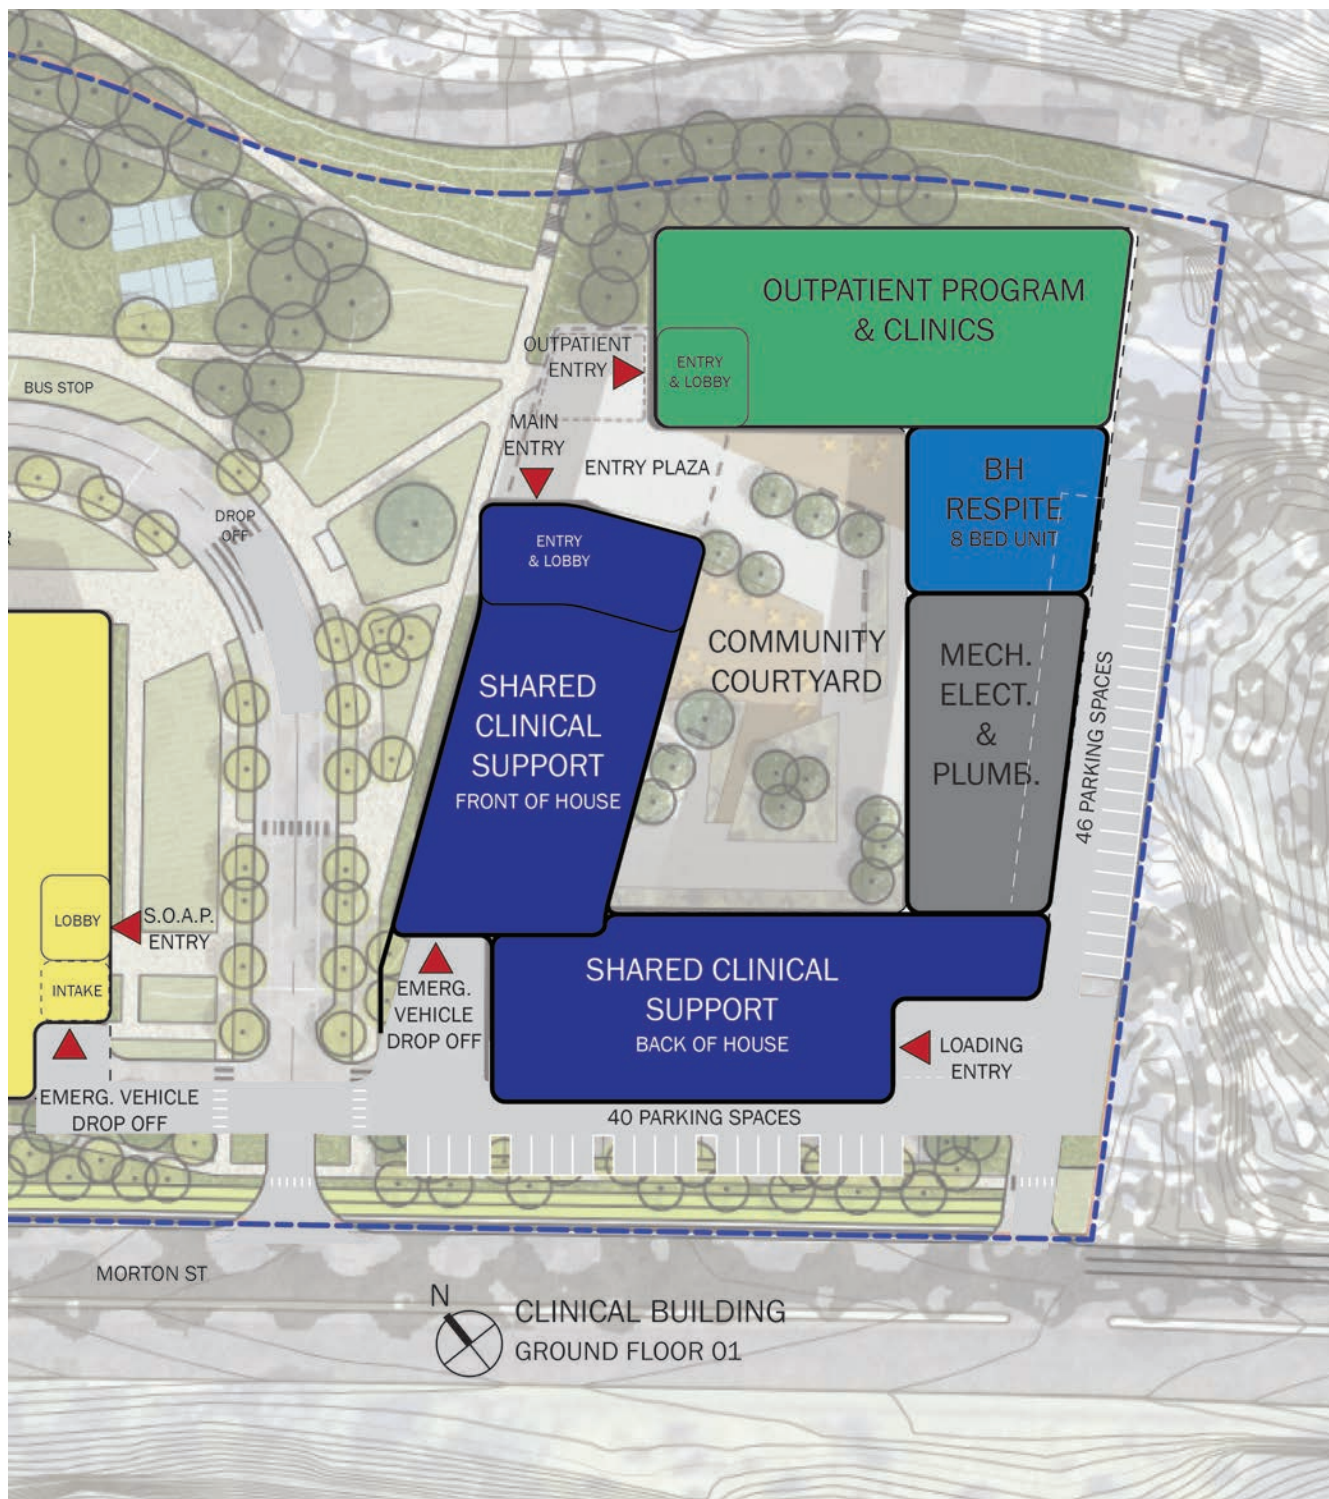 OUTPATIENT PROGRAM
& CLINICS
OUTPATIENT
ENTRY
ENTRY
& LOBBY
BUS STOP
MAIN
ENTRY
ENTRY PLAZA
BH
RESPITE
8 BED UNIT
DROP
OFF
R
ENTRY
& LOBBY
COMMUNITY
COURTYARD
MECH.
ELECT.
&
PLUMB.
46 PARKING SPACES
SHARED
CLINICAL
SUPPORT
FRONT OF HOUSE
LOBBY
S.O.A.P.
ENTRY
INTAKE
EMERG.
VEHICLE
DROP OFF
SHARED CLINICAL
SUPPORT
BACK OF HOUSE
LOADING
ENTRY
EMERG. VEHICLE
DROP OFF
40 PARKING SPACES
MORTON ST
N
CLINICAL BUILDING
GROUND FLOOR 01